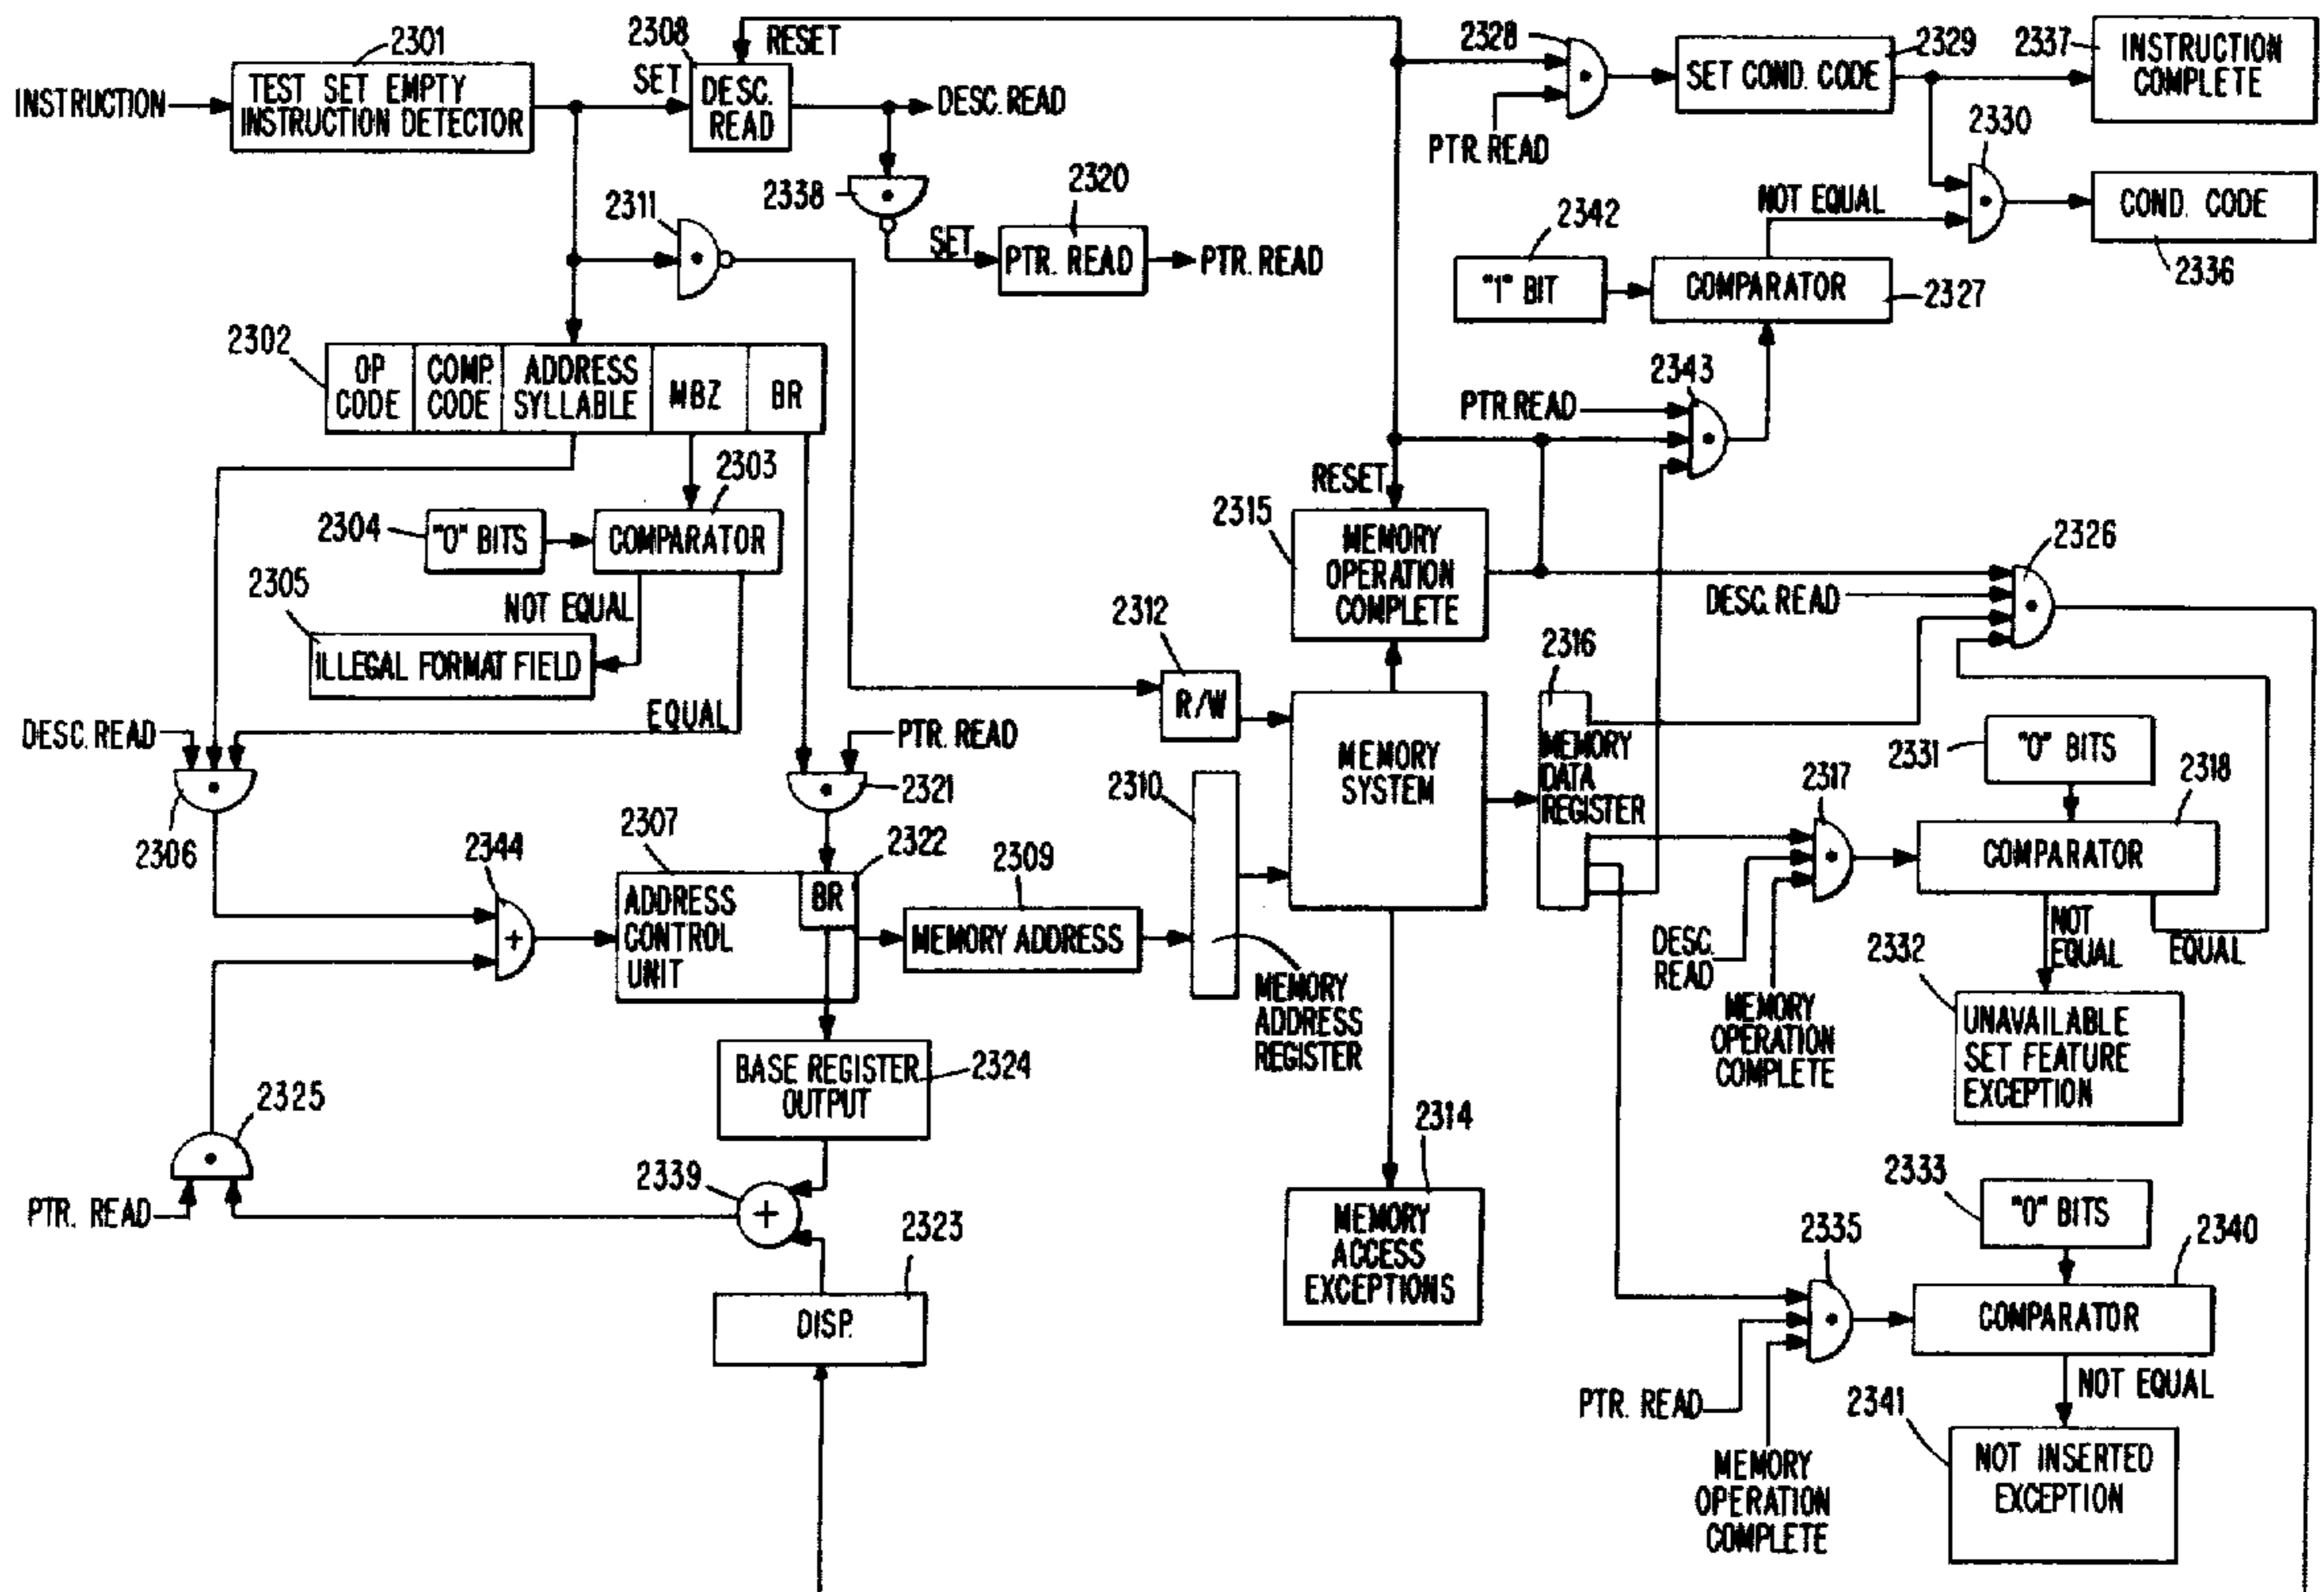 2301
2308
RESET
2328
2329
2337
INSTRUCTION
COMPLETE
INSTRUCTION
TEST SET EMPTY
INSTRUCTION DETECTOR
SET
DESC.
READ
DESC. READ
SET COND. CODE
PTR. READ
2330
2338
2320
2311
SET
PTR. READ
PTR. READ
2342
NOT EQUAL
COND. CODE
2336
"1" BIT
COMPARATOR
2327
2302
OP
CODE
COMP.
CODE
ADDRESS
SYLLABLE
MBZ
BR
2343
PTR. READ
2303
RESET
2304
"0" BITS
COMPARATOR
2315
MEMORY
OPERATION
COMPLETE
2326
2305
NOT EQUAL
DESC. READ
ILLEGAL FORMAT FIELD
2312
R/W
2316
EQUAL
DESC. READ
PTR. READ
MEMORY
SYSTEM
MEMORY
DATA
REGISTER
2331
"0" BITS
2318
2306
2321
2310
2317
2344
2307
2322
2309
COMPARATOR
ADDRESS
CONTROL
UNIT
BR
MEMORY ADDRESS
MEMORY
ADDRESS
REGISTER
DESC.
READ
NOT
EQUAL
EQUAL
2332
MEMORY
OPERATION
COMPLETE
UNAVAILABLE
SET FEATURE
EXCEPTION
BASE REGISTER
OUTPUT
2324
2325
2314
2339
+
2333
"0" BITS
PTR. READ
2323
MEMORY
ACCESS
EXCEPTIONS
2335
2340
DISP.
COMPARATOR
PTR. READ
NOT EQUAL
2341
MEMORY
OPERATION
COMPLETE
NOT INSERTED
EXCEPTION